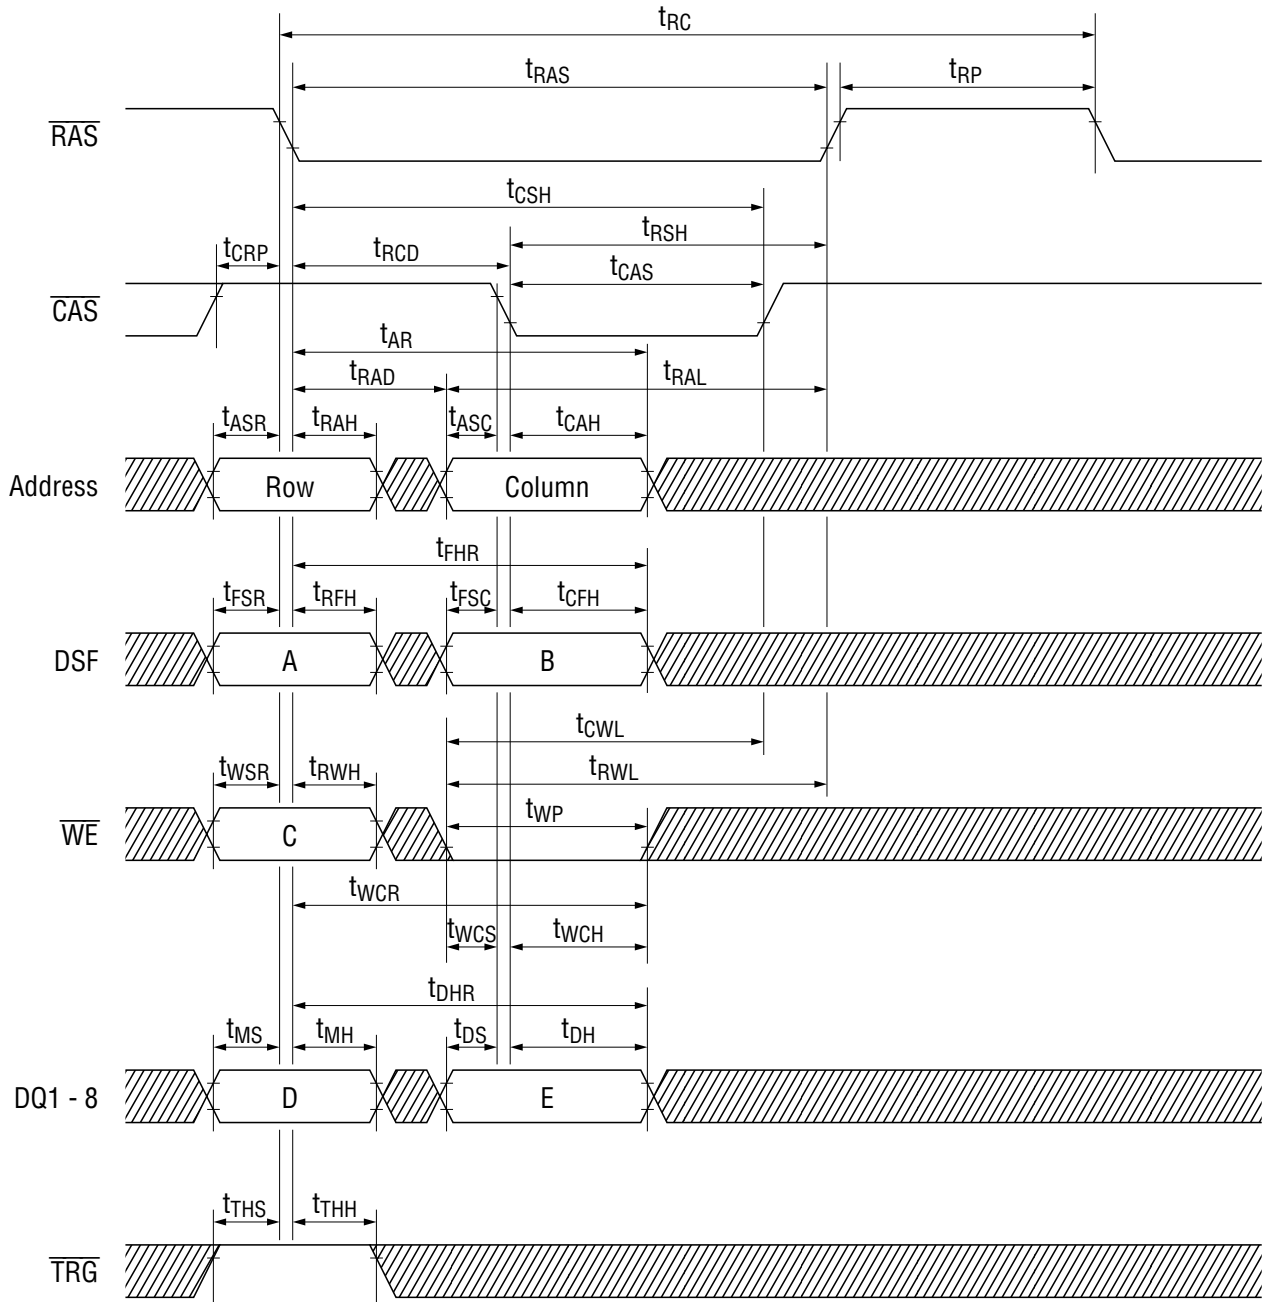 tRC
tRAS tRP
RAS
tCSH
tRSH
tCRP tRCD
tCAS
CAS
tAR
tRAD tRAL
tASR tRAH tASC tCAH
Address Row Column
tFHR
tFSR tRFH tFSC tCFH
DSF A B
tCWL
tWSR tRWH tRWL
tWP
WE C
tWCR
tWCS tWCH
tDHR
tMS tMH tDS tDH
DQ1 - 8 D E
tTHS tTHH
TRG